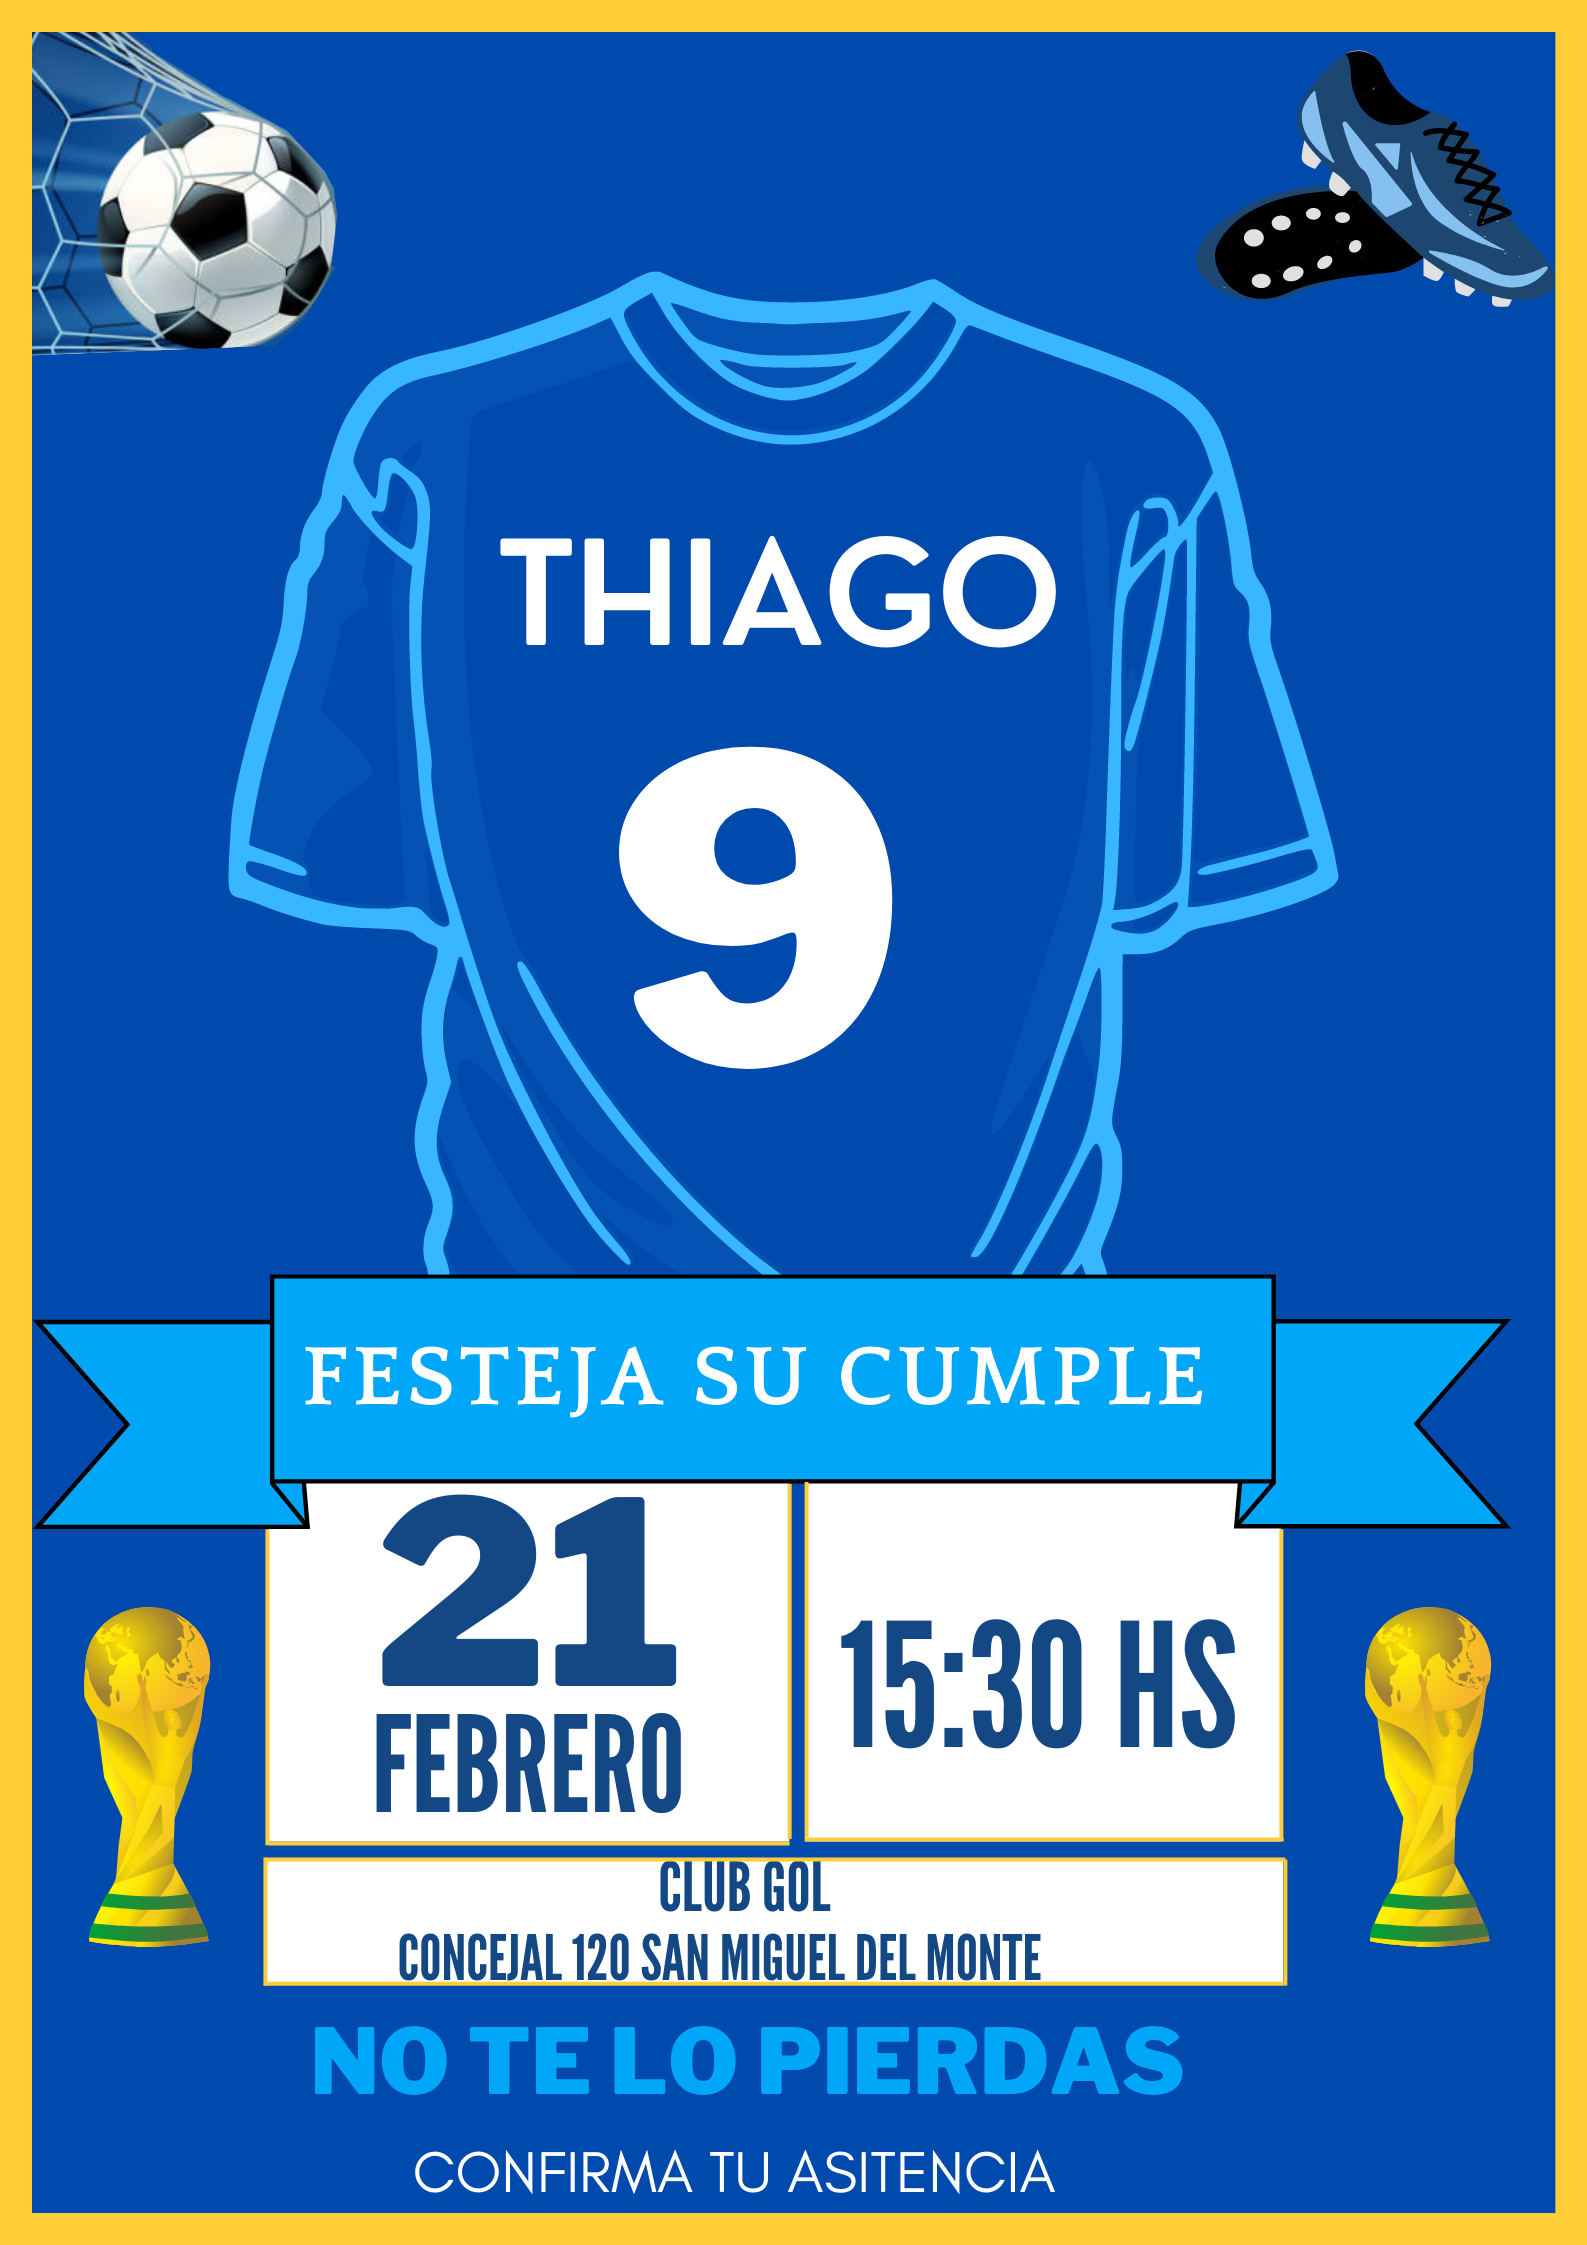 THIAGO
9
FESTEJA SU CUMPLE
21
FEBRERO
15:30 HS
CLUB GOL
CONCEJAL 120 SAN MIGUEL DEL MONTE
NO TE LO PIERDAS
CONFIRMA TU ASITENCIA